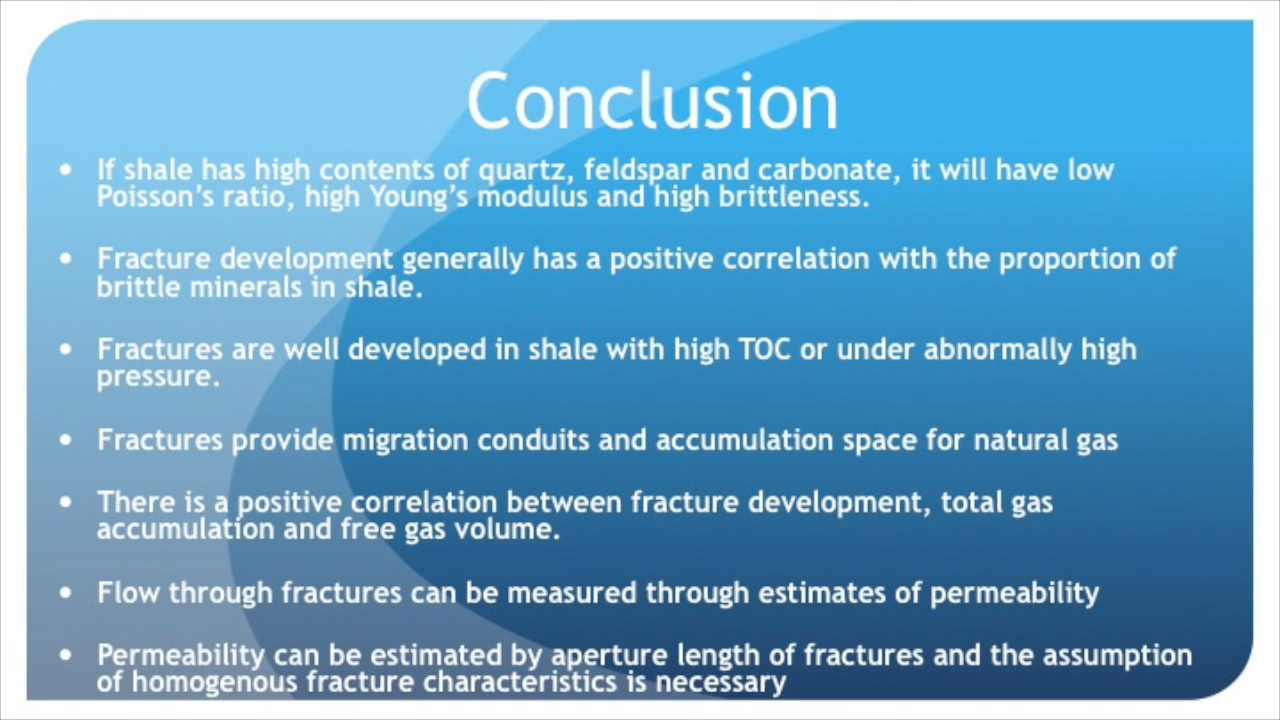 Conclusion
• If shale has high contents of quartz, feldspar and carbonate, it will have low
Poisson's ratio, high Young's modulus and high brittleness.
• Fracture development generally has a positive correlation with the proportion of
brittle minerals in shale.
• Fractures are well developed in shale with high TOC or under abnormally high
pressure.
• Fractures provide migration conduits and accumulation space for natural gas
• There is a positive correlation between fracture development, total gas
accumulation and free gas volume.
• Flow through fractures can be measured through estimates of permeability
• Permeability can be estimated by aperture length of fractures and the assumption
of homogenous fracture characteristics is necessary